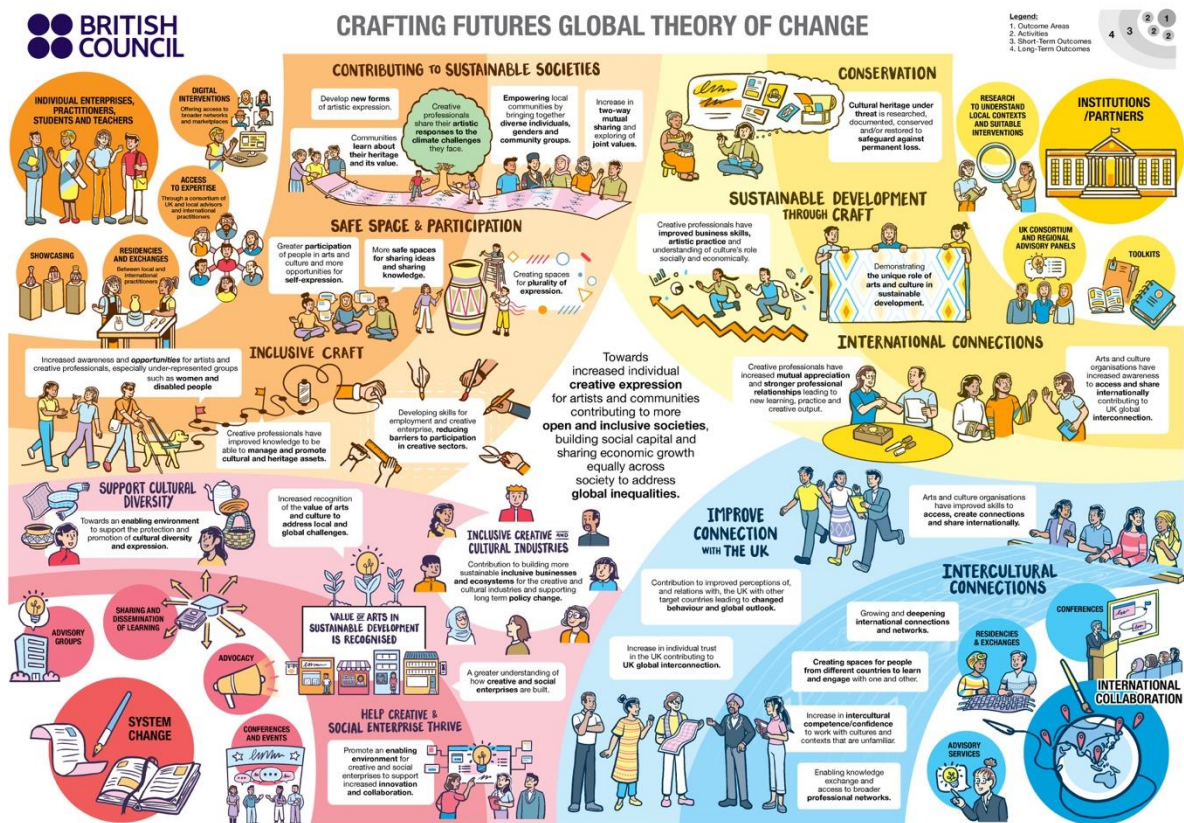 BRITISH
COUNCIL
CRAFTING FUTURES GLOBAL THEORY OF CHANGE
Legend:
1. Outcome Areas
2. Activities
3. Short-Term Outcomes
4. Long-Term Outcomes
4 3 2 1
2 2
INDIVIDUAL ENTERPRISES,
PRACTITIONERS,
STUDENTS AND TEACHERS
DIGITAL
INTERVENTIONS
Offering access to
broader networks and
marketplaces
ACCESS
TO EXPERTISE
Through a consortium of
UK and local advisors
and international
practitioners
SHOWCASING
RESIDENCIES
AND EXCHANGES
Between local and
international
practitioners
CONTRIBUTING TO SUSTAINABLE SOCIETIES
Develop new forms
of artistic expression.
Communities
learn about
their heritage
and its value.
Creative
professionals
share their artistic
responses to the
climate challenges
they face.
Empowering local
communities by
bringing together
diverse individuals,
genders and
community groups.
Increase in
two-way
mutual
sharing and
exploring of
joint values.
SAFE SPACE & PARTICIPATION
Greater participation
of people in arts and
culture and more
opportunities for
self-expression.
More safe spaces
for sharing ideas
and sharing
knowledge.
Creating spaces
for plurality of
expression.
INCLUSIVE CRAFT
Increased awareness and opportunities for artists and
creative professionals, especially under-represented groups
such as women and
disabled people
Creative professionals have
improved knowledge to be
able to manage and promote
cultural and heritage assets.
Developing skills for
employment and creative
enterprise, reducing
barriers to participation
in creative sectors.
CONSERVATION
Cultural heritage under
threat is researched,
documented, conserved
and/or restored to
safeguard against
permanent loss.
RESEARCH
TO UNDERSTAND
LOCAL CONTEXTS
AND SUITABLE
INTERVENTIONS
INSTITUTIONS
/PARTNERS
SUSTAINABLE DEVELOPMENT
THROUGH CRAFT
Creative professionals have
improved business skills,
artistic practice and
understanding of culture's role
socially and economically.
Demonstrating
the unique role of
arts and culture in
sustainable
development.
UK CONSORTIUM
AND REGIONAL
ADVISORY PANELS
TOOLKITS
INTERNATIONAL CONNECTIONS
Creative professionals have
increased mutual appreciation
and stronger professional
relationships leading to
new learning, practice and
creative output.
Arts and culture
organisations
have increased
awareness to
access and share
internationally
contributing to
UK global
interconnection.
Towards
increased individual
creative expression
for artists and communities
contributing to more
open and inclusive societies,
building social capital and
sharing economic growth
equally across
society to address
global inequalities.
SUPPORT CULTURAL
DIVERSITY
Towards an enabling environment
to support the protection and
promotion of cultural diversity
and expression.
Increased recognition
of the value of arts
and culture to
address local and
global challenges.
INCLUSIVE CREATIVE AND
CULTURAL INDUSTRIES
Contribution to building more
sustainable inclusive businesses
and ecosystems for the creative and
cultural industries and supporting
long term policy change.
VALUE OF ARTS IN
SUSTAINABLE DEVELOPMENT
IS RECOGNISED
A greater understanding of
how creative and social
enterprises are built.
ADVISORY
GROUPS
SHARING AND
DISSEMINATION
OF LEARNING
ADVOCACY
SYSTEM
CHANGE
CONFERENCES
AND EVENTS
HELP CREATIVE &
SOCIAL ENTERPRISE THRIVE
Promote an enabling
environment for
creative and social
enterprises to support
increased innovation
and collaboration.
IMPROVE
CONNECTION
WITH THE UK
Arts and culture organisations
have improved skills to
access, create connections
and share internationally.
Contribution to improved perceptions of,
and relations with, the UK with other
target countries leading to changed
behaviour and global outlook.
Increase in individual trust
in the UK contributing to
UK global interconnection.
INTERCULTURAL
CONNECTIONS
Growing and deepening
international connections
and networks.
Creating spaces for people
from different countries to learn
and engage with one and other.
Increase in intercultural
competence/confidence
to work with cultures and
contexts that are unfamiliar.
Enabling knowledge
exchange and
access to broader
professional networks.
CONFERENCES
RESIDENCIES
& EXCHANGES
INTERNATIONAL
COLLABORATION
ADVISORY
SERVICES